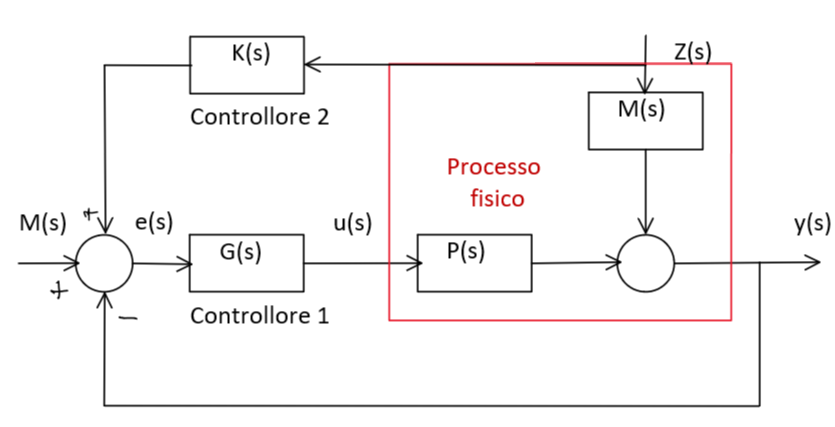 K(s)
Z(s)
Controllore 2
M(s)
Processo
fisico
M(s)
+
e(s)
u(s)
y(s)
G(s)
P(s)
+
Controllore 1
−